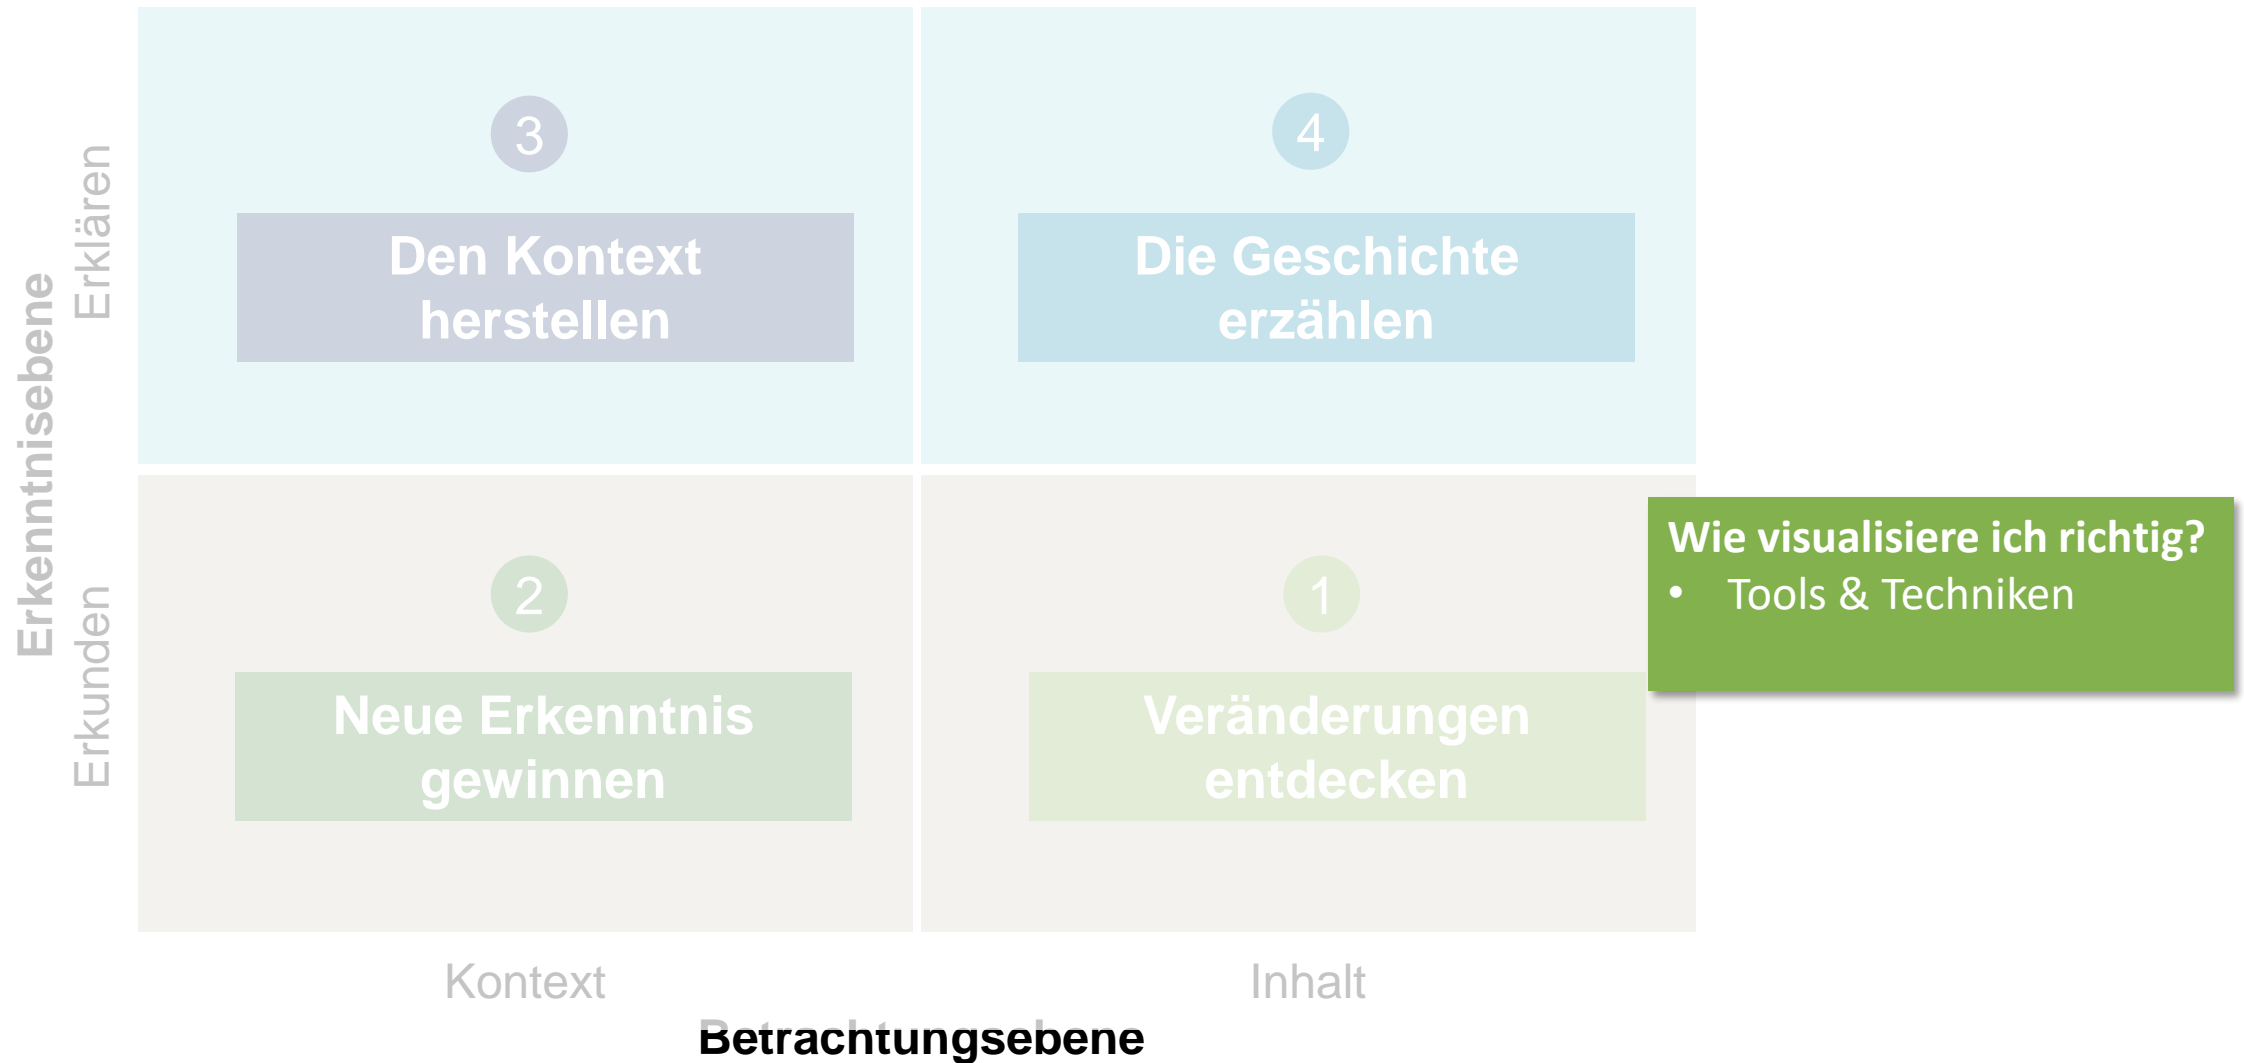 Erkenntnisebene
Erklären
Erkunden
3
Den Kontext
herstellen
4
Die Geschichte
erzählen
2
Neue Erkenntnis
gewinnen
1
Veränderungen
entdecken
Wie visualisiere ich richtig?
• Tools & Techniken
Kontext
Inhalt
Betrachtungsebene